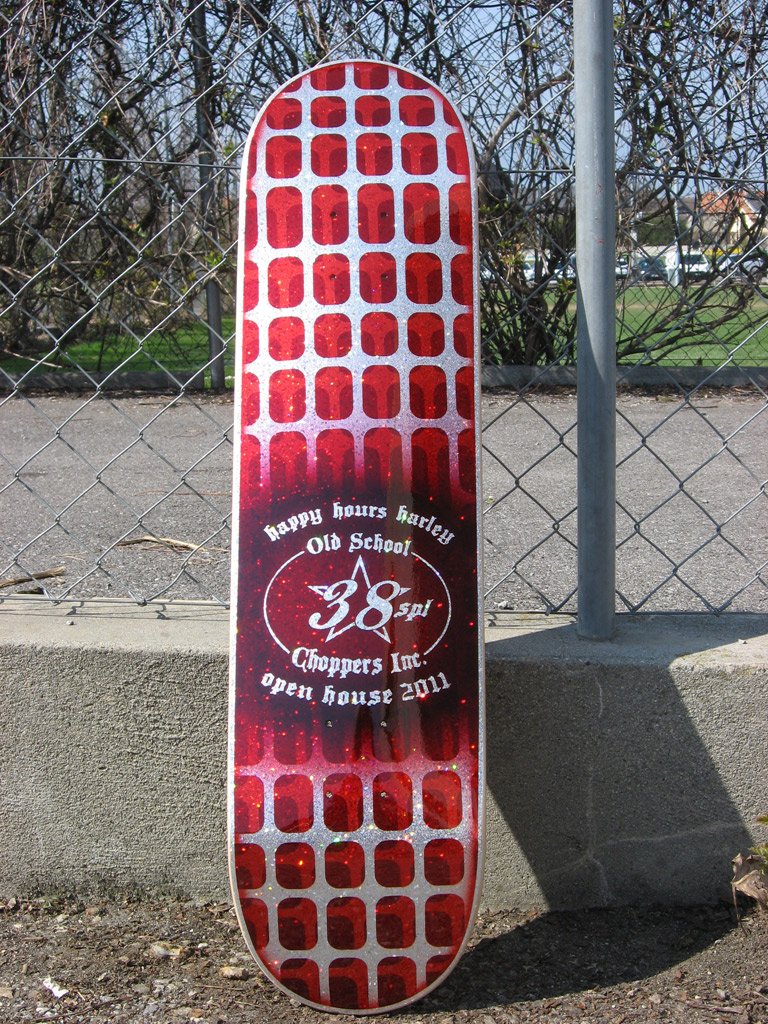 happy hours harley
Old School
38 spl
Choppers Inc.
open house 2011